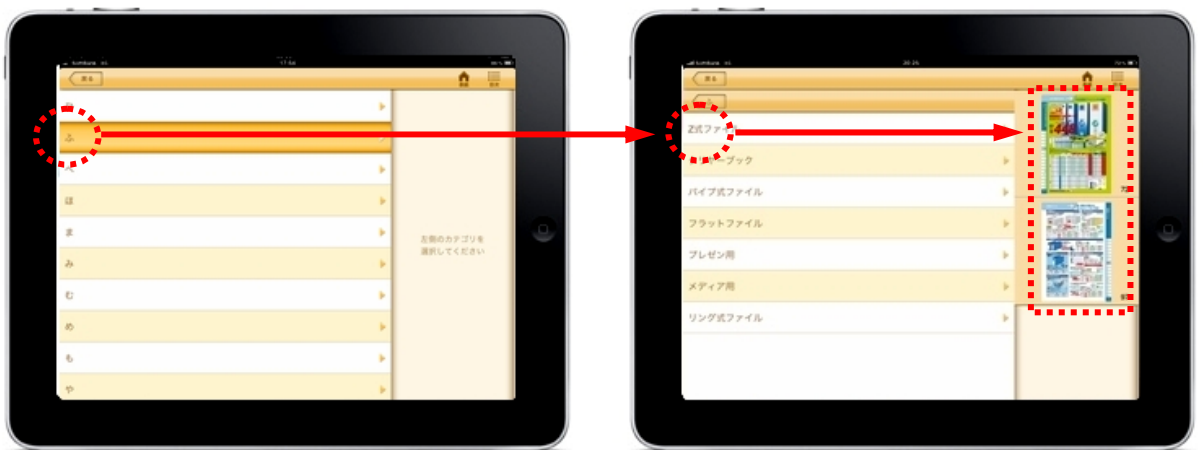 戻る
ふ
へ
ほ
ま
み
む
め
も
や
左側のカテゴリを
選択してください
戻る
Z式ファイル
パイプ式ファイル
フラットファイル
プレゼン用
メディア用
リング式ファイル